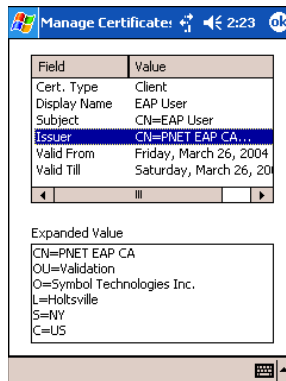 Manage Certificates 2:23 ok
Field Value
Cert. Type Client
Display Name EAP User
Subject CN=EAP User
Issuer CN=PNET EAP CA...
Valid From Friday, March 26, 2004
Valid Till Saturday, March 26, 20
Expanded Value
CN=PNET EAP CA
OU=Validation
O=Symbol Technologies Inc.
L=Holtsville
S=NY
C=US